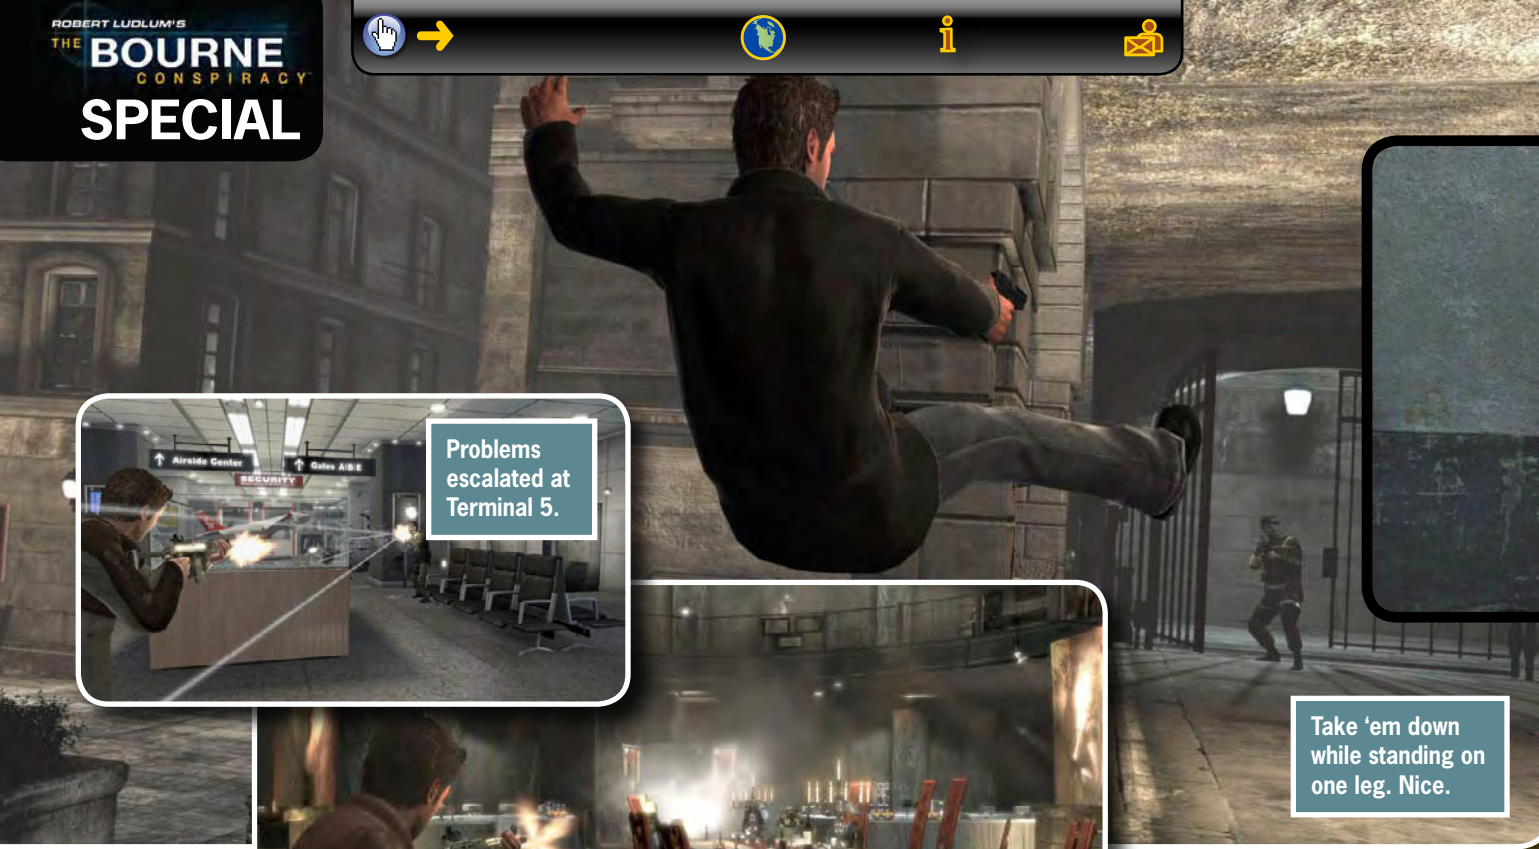 ROBERT LUDLUM'S
THE BOURNE
CONSPIRACY
SPECIAL
Problems
escalated at
Terminal 5.
Airside Center
Gates A/B/E
SECURITY
Take ‘em down
while standing on
one leg. Nice.